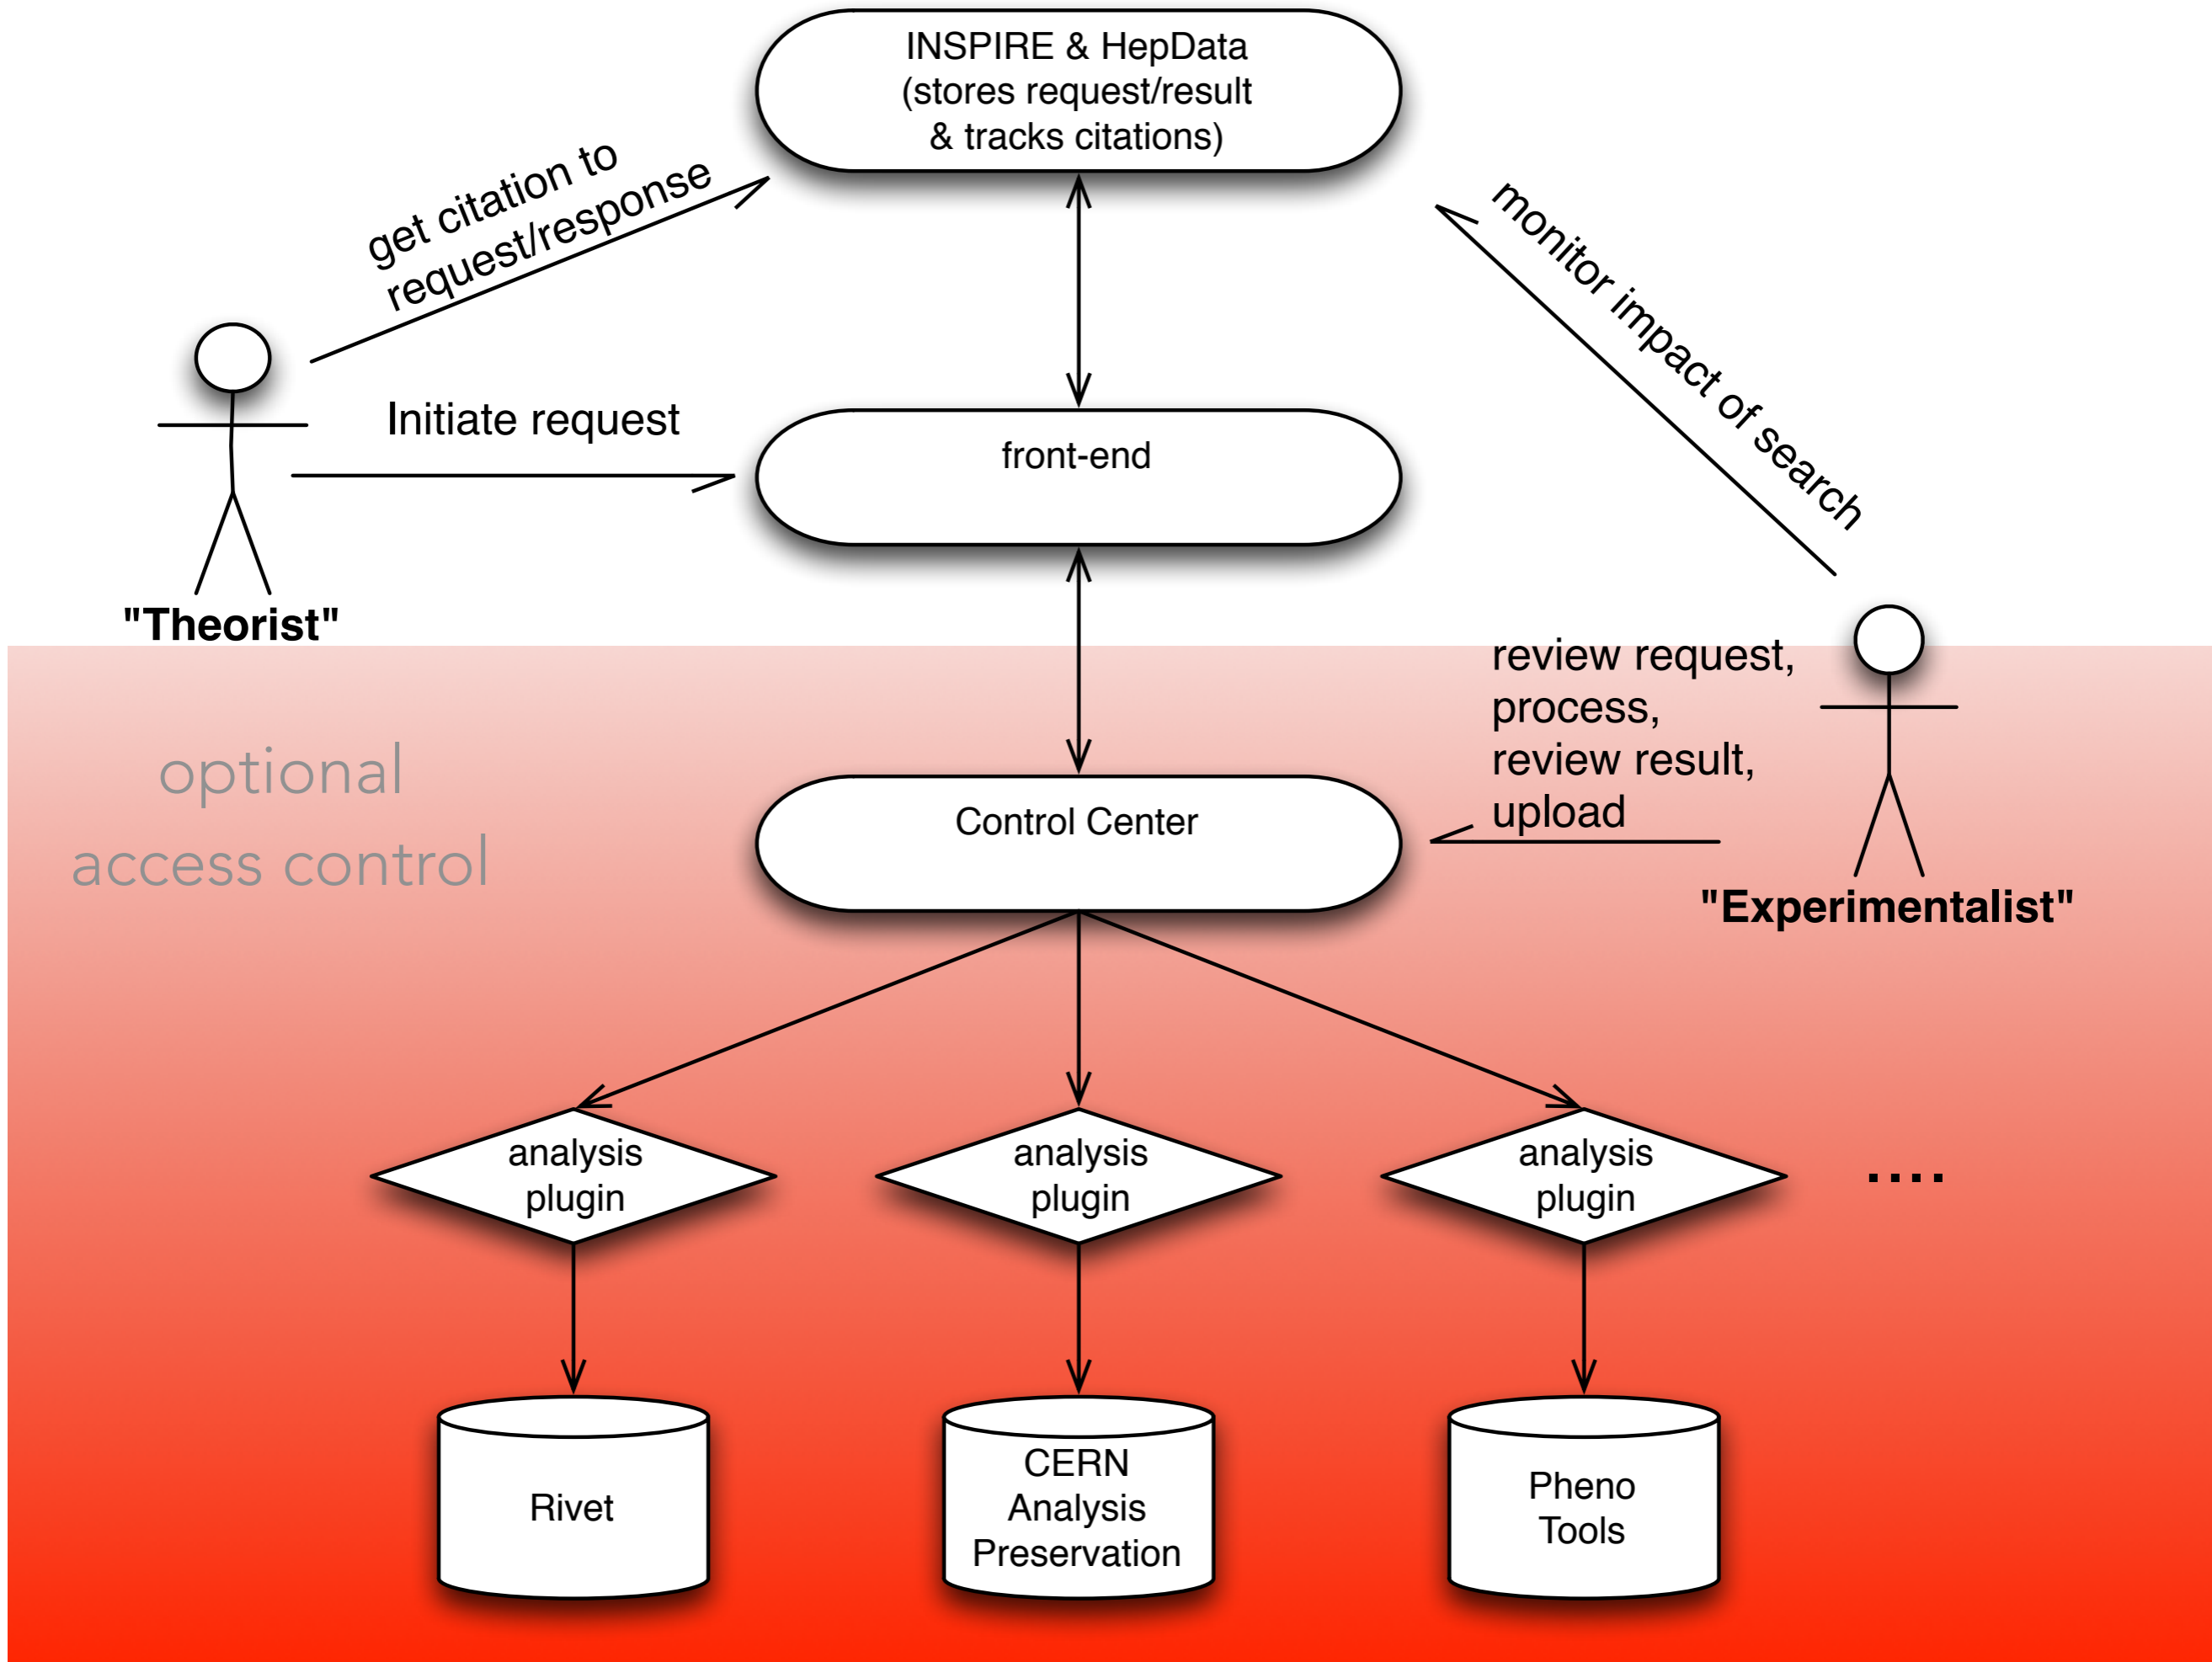 INSPIRE & HepData
(stores request/result
& tracks citations)
get citation to
request/response
monitor impact of search
Initiate request
front-end
"Theorist"
review request,
process,
review result,
upload
optional
access control
Control Center
"Experimentalist"
analysis
plugin
analysis
plugin
analysis
plugin
....
Rivet
CERN
Analysis
Preservation
Pheno
Tools